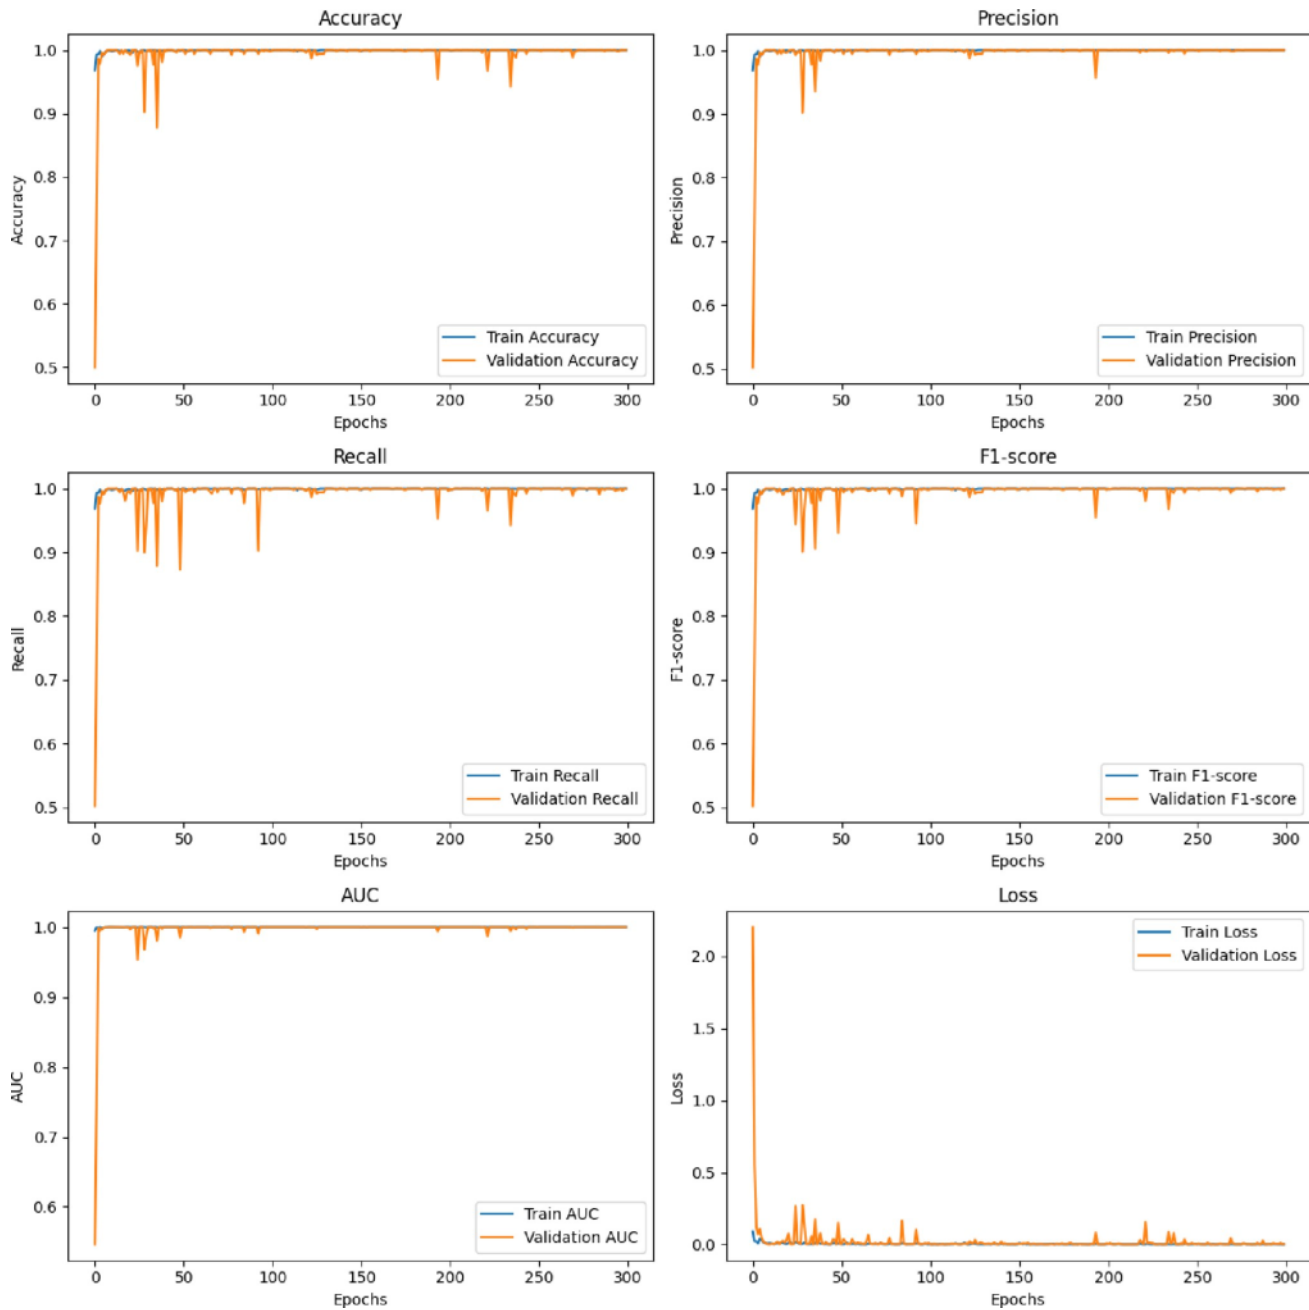 Accuracy
Accuracy
1.0
0.9
0.8
0.7
0.6
0.5
Train Accuracy
Validation Accuracy
0 50 100 150 200 250 300
Epochs
Precision
Precision
1.0
0.9
0.8
0.7
0.6
0.5
Train Precision
Validation Precision
0 50 100 150 200 250 300
Epochs
Recall
Recall
1.0
0.9
0.8
0.7
0.6
0.5
Train Recall
Validation Recall
0 50 100 150 200 250 300
Epochs
F1-score
F1-score
1.0
0.9
0.8
0.7
0.6
0.5
Train F1-score
Validation F1-score
0 50 100 150 200 250 300
Epochs
AUC
AUC
1.0
0.9
0.8
0.7
0.6
Train AUC
Validation AUC
0 50 100 150 200 250 300
Epochs
Loss
Loss
2.0
1.5
1.0
0.5
0.0
Train Loss
Validation Loss
0 50 100 150 200 250 300
Epochs